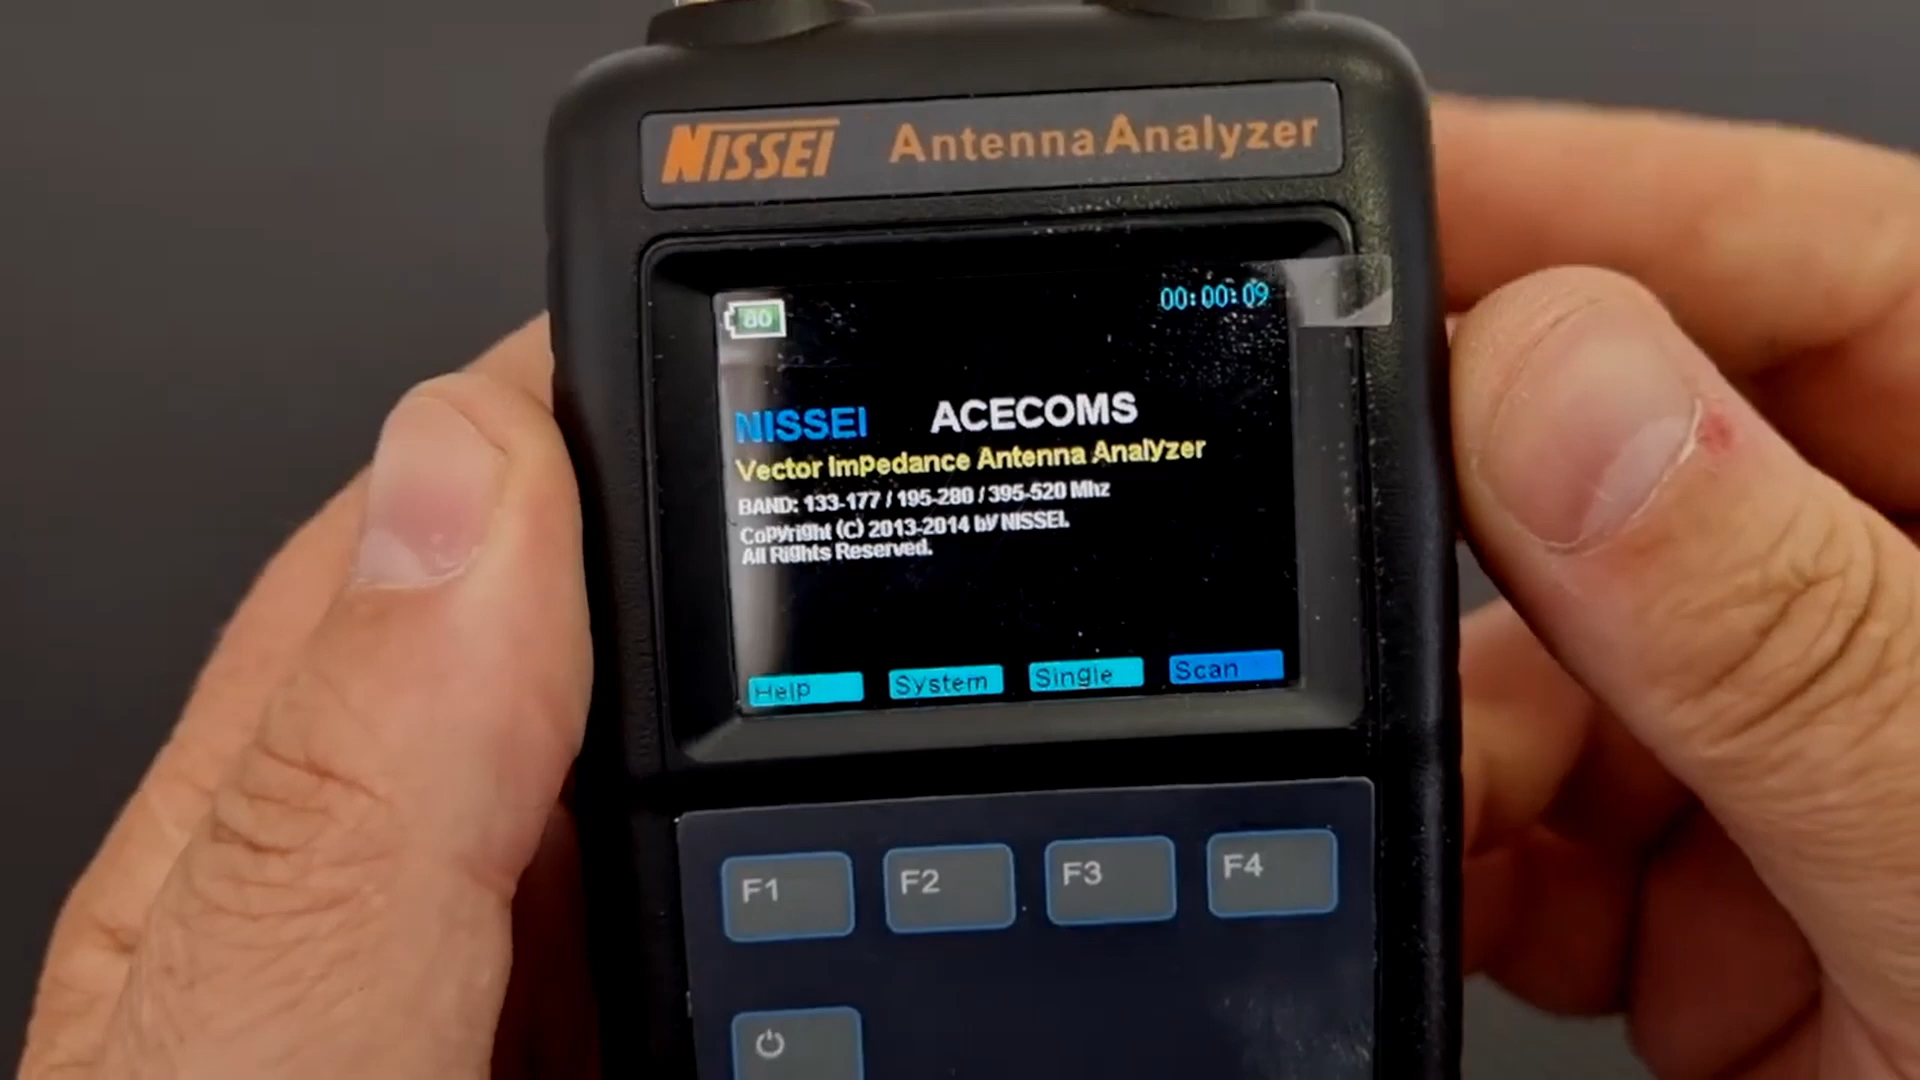 NISSEI Antenna Analyzer
80
00:00:09
NISSEI ACECOMS
Vector ImPedance Antenna AnalYzer
BAND: 133-177 / 195-280 / 395-520 Mhz
CoPYright (C) 2013-2014 bY NISSEI.
All Rights Reserved.
Help System Single Scan
F1 F2 F3 F4